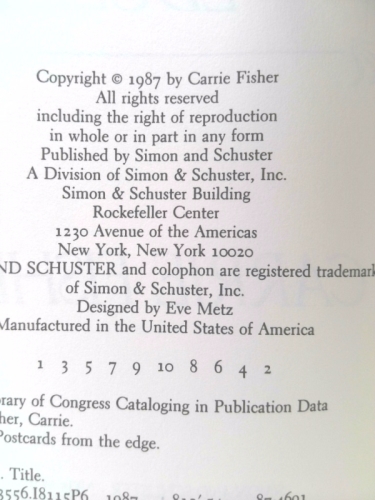 Copyright © 1987 by Carrie Fisher
All rights reserved
including the right of reproduction
in whole or in part in any form
Published by Simon and Schuster
A Division of Simon & Schuster, Inc.
Simon & Schuster Building
Rockefeller Center
1230 Avenue of the Americas
New York, New York 10020
ND SCHUSTER and colophon are registered trademark
of Simon & Schuster, Inc.
Designed by Eve Metz
Manufactured in the United States of America
1 3 5 7 9 10 8 6 4 2
rary of Congress Cataloging in Publication Data
her, Carrie.
Postcards from the edge.
. Title.
3556.I8115P6 1987